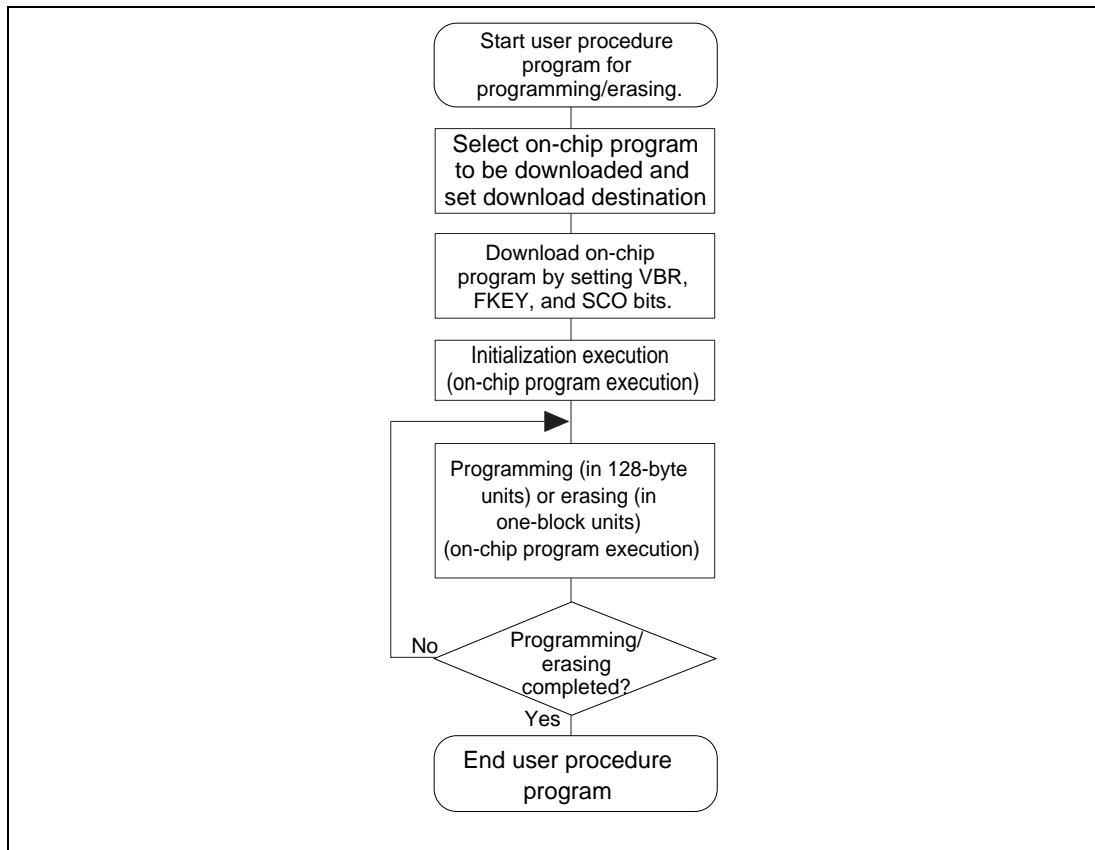 Start user procedure
program for
programming/erasing.
Select on-chip program
to be downloaded and
set download destination
Download on-chip
program by setting VBR,
FKEY, and SCO bits.
Initialization execution
(on-chip program execution)
Programming (in 128-byte
units) or erasing (in
one-block units)
(on-chip program execution)
No
Programming/
erasing
completed?
Yes
End user procedure
program